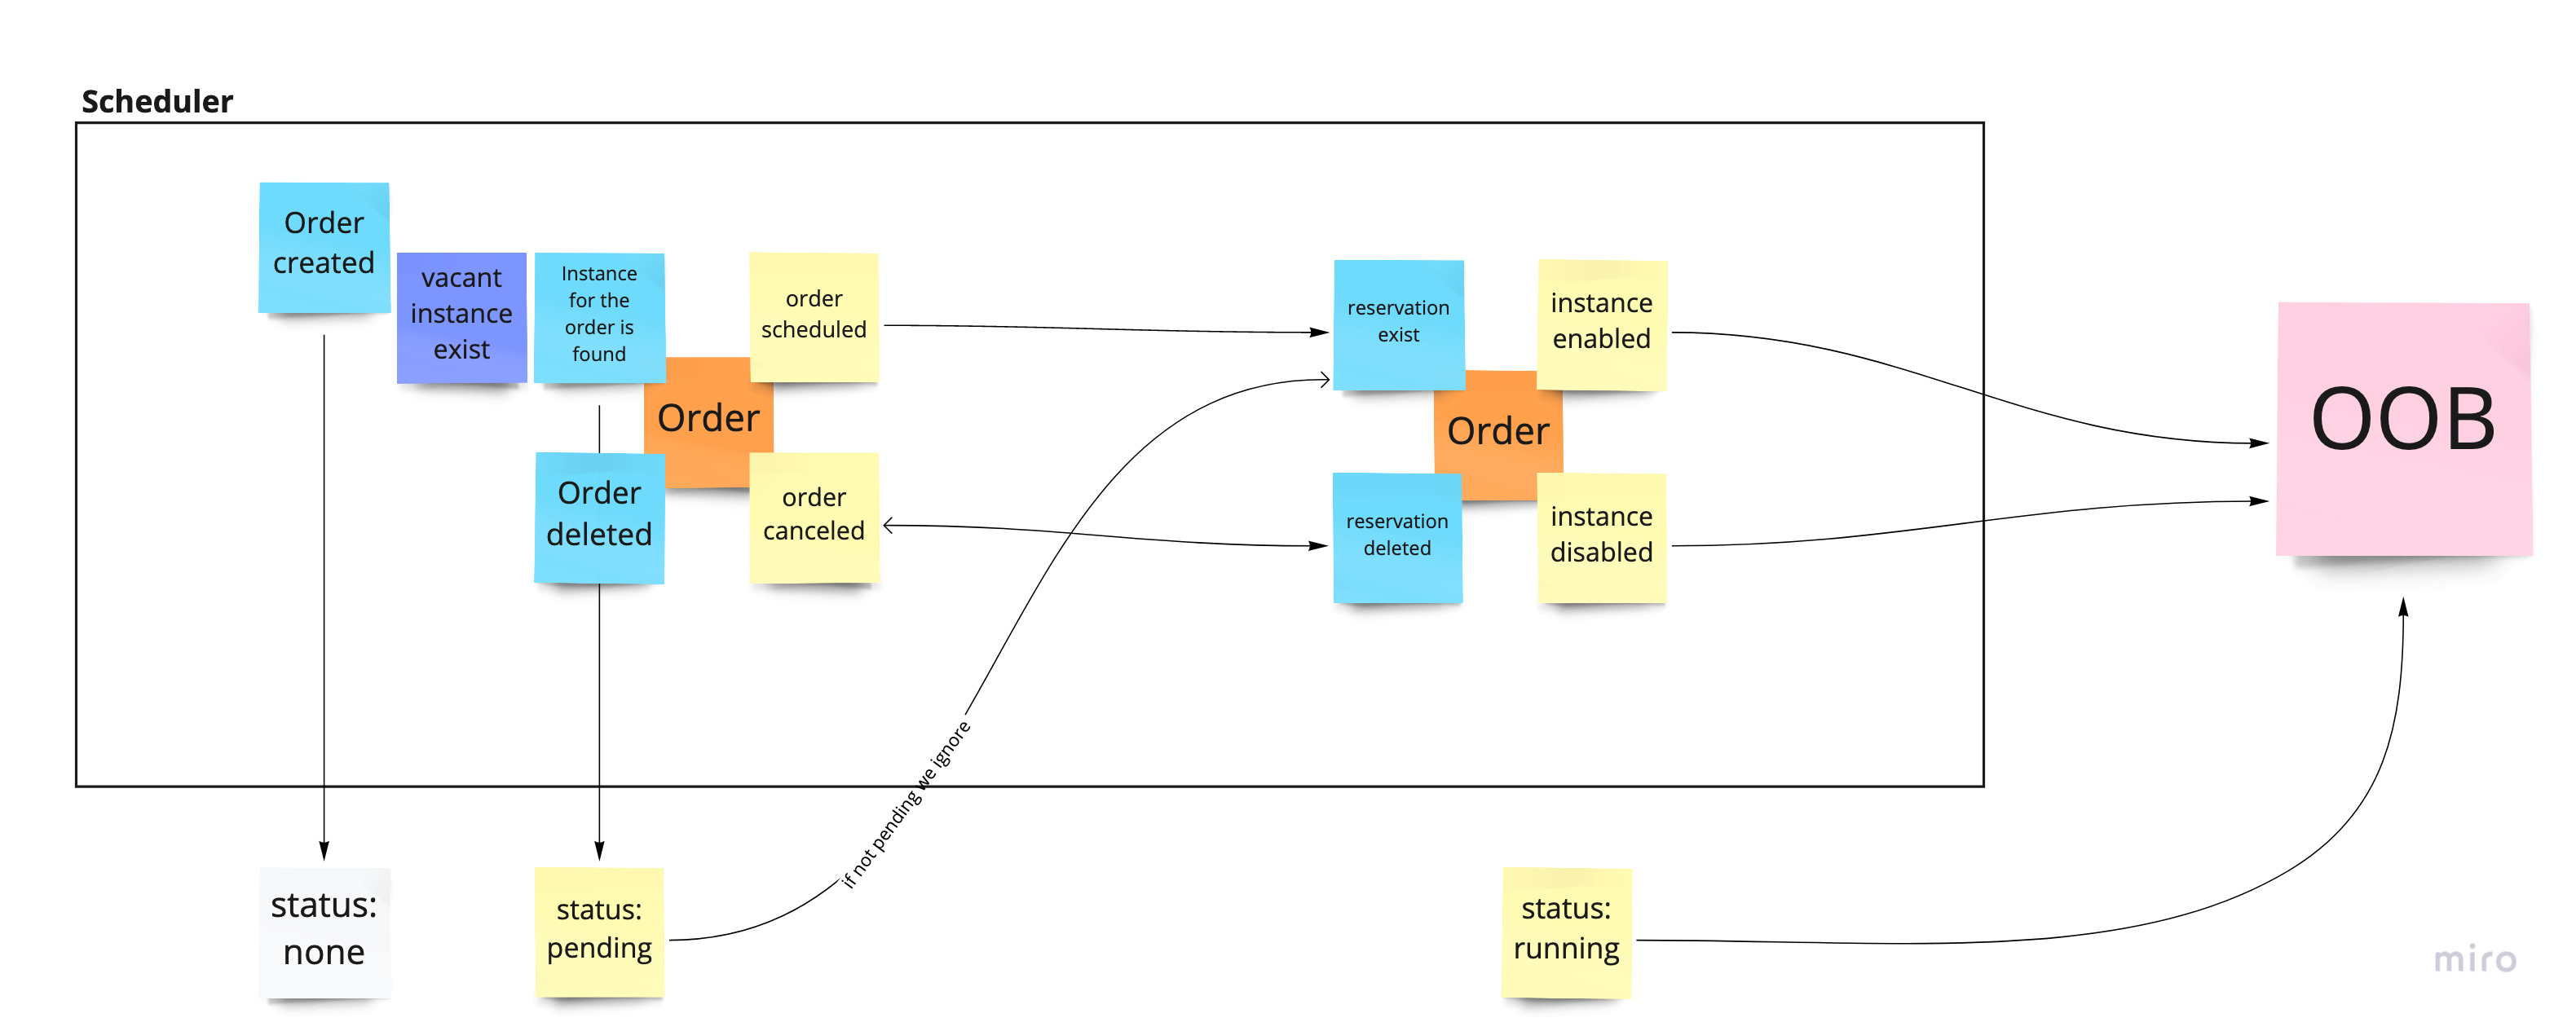 Scheduler
Order
created
vacant
instance
exist
Instance
for the
order is
found
order
scheduled
Order
Order
deleted
order
canceled
reservation
exist
instance
enabled
Order
reservation
deleted
instance
disabled
OOB
if not pending we ignore
status:
none
status:
pending
status:
running
miro